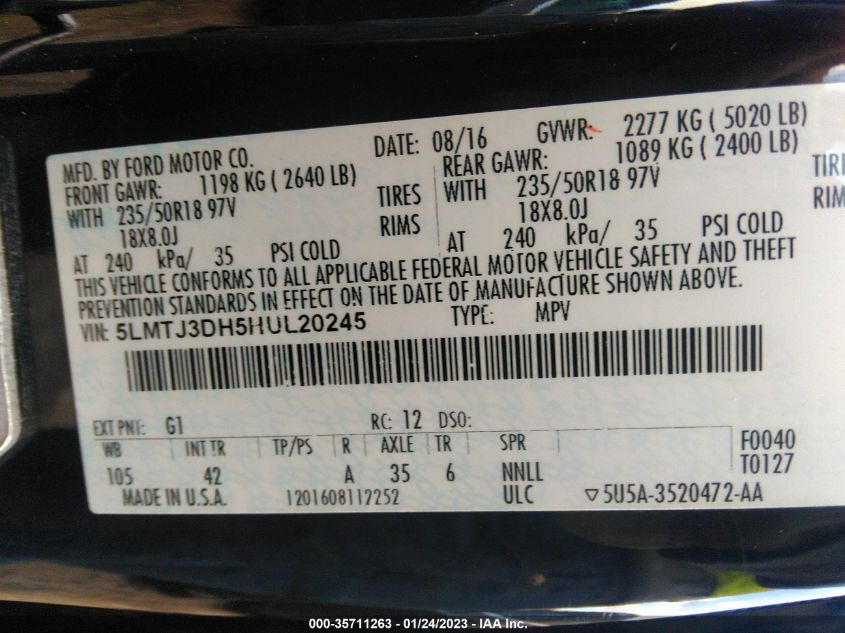 MFD. BY FORD MOTOR CO. DATE: 08/16 GVWR: 2277 KG ( 5020 LB)
FRONT GAWR: 1198 KG ( 2640 LB) REAR GAWR: 1089 KG ( 2400 LB)
WITH 235/50R18 97V TIRES WITH 235/50R18 97V TIRE
18X8.0J RIMS 18X8.0J RIM
AT 240 kPa/ 35 PSI COLD AT 240 kPa/ 35 PSI COLD
THIS VEHICLE CONFORMS TO ALL APPLICABLE FEDERAL MOTOR VEHICLE SAFETY AND THEFT
PREVENTION STANDARDS IN EFFECT ON THE DATE OF MANUFACTURE SHOWN ABOVE.
VIN: 5LMTJ3DH5HUL20245 TYPE: MPV
EXT PNT: G1 RC: 12 DSO:
WB INT TR TP/PS R AXLE TR SPR F0040
105 42 A 35 6 NNLL T0127
MADE IN U.S.A. 1201608112252 ULC ▽5U5A-3520472-AA
000-35711263 - 01/24/2023 - IAA Inc.